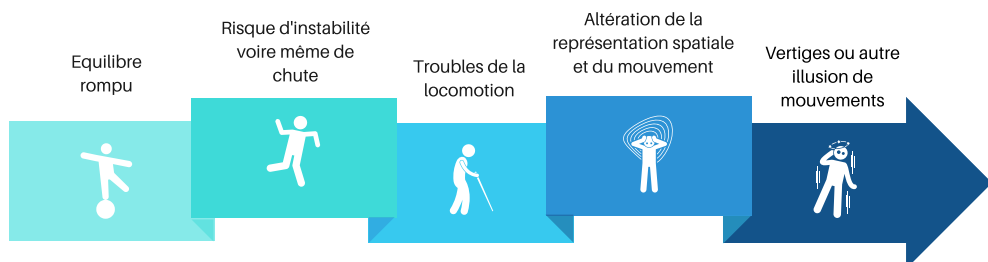 Equilibre
rompu
Risque d'instabilité
voire même de
chute
Troubles de la
locomotion
Altération de la
représentation spatiale
et du mouvement
Vertiges ou autre
illusion de
mouvements